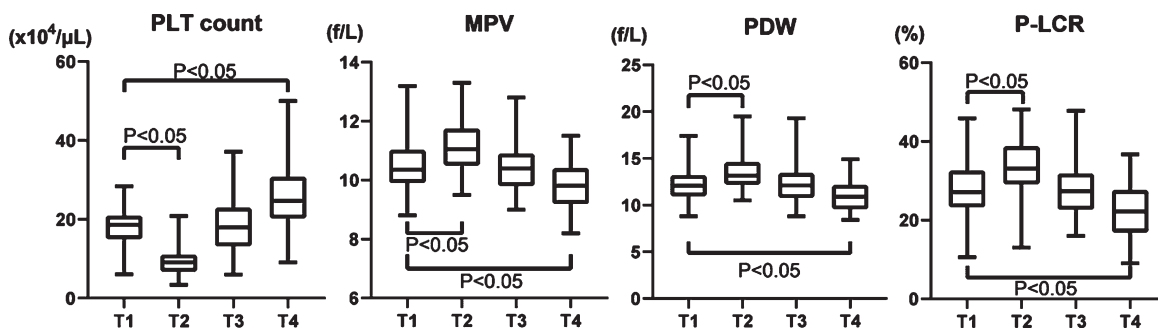 PLT count
(x10⁴/µL)
60
40
20
0
P<0.05
P<0.05
T1 T2 T3 T4
MPV
(f/L)
14
12
10
8
6
P<0.05
P<0.05
T1 T2 T3 T4
PDW
(f/L)
25
20
15
10
5
0
P<0.05
P<0.05
T1 T2 T3 T4
P-LCR
(%)
60
40
20
0
P<0.05
P<0.05
T1 T2 T3 T4